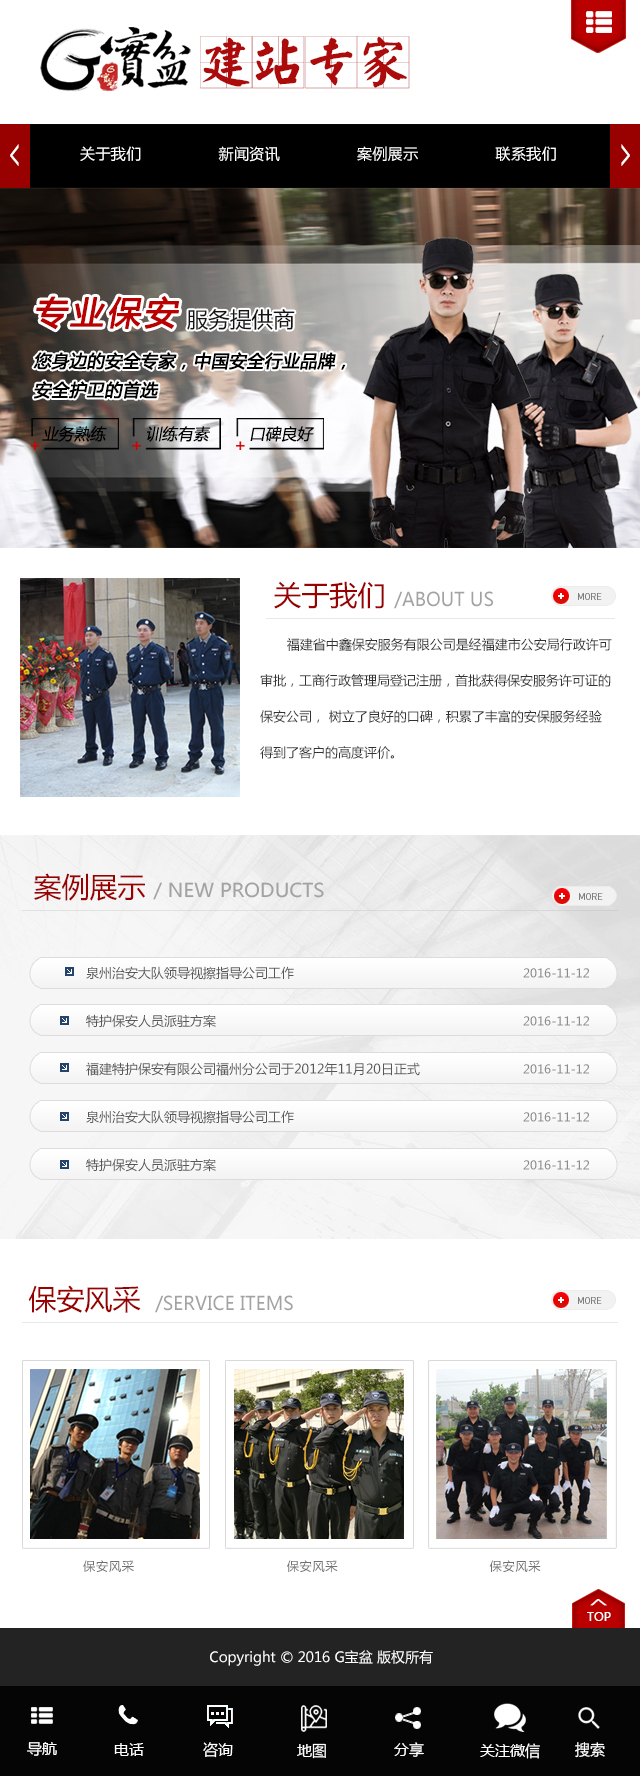 G寶盆 建站专家
关于我们 新闻资讯 案例展示 联系我们
专业保安 服务提供商
您身边的安全专家，中国安全行业品牌，
安全护卫的首选
业务熟练 训练有素 口碑良好
关于我们 /ABOUT US MORE
福建省中鑫保安服务有限公司是经福建市公安局行政许可
审批，工商行政管理局登记注册，首批获得保安服务许可证的
保安公司， 树立了良好的口碑，积累了丰富的安保服务经验
得到了客户的高度评价。
案例展示 / NEW PRODUCTS MORE
泉州治安大队领导视擦指导公司工作 2016-11-12
特护保安人员派驻方案 2016-11-12
福建特护保安有限公司福州分公司于2012年11月20日正式 2016-11-12
泉州治安大队领导视擦指导公司工作 2016-11-12
特护保安人员派驻方案 2016-11-12
保安风采 /SERVICE ITEMS MORE
保安风采 保安风采 保安风采
TOP
Copyright © 2016 G宝盆 版权所有
导航 电话 咨询 地图 分享 关注微信 搜索